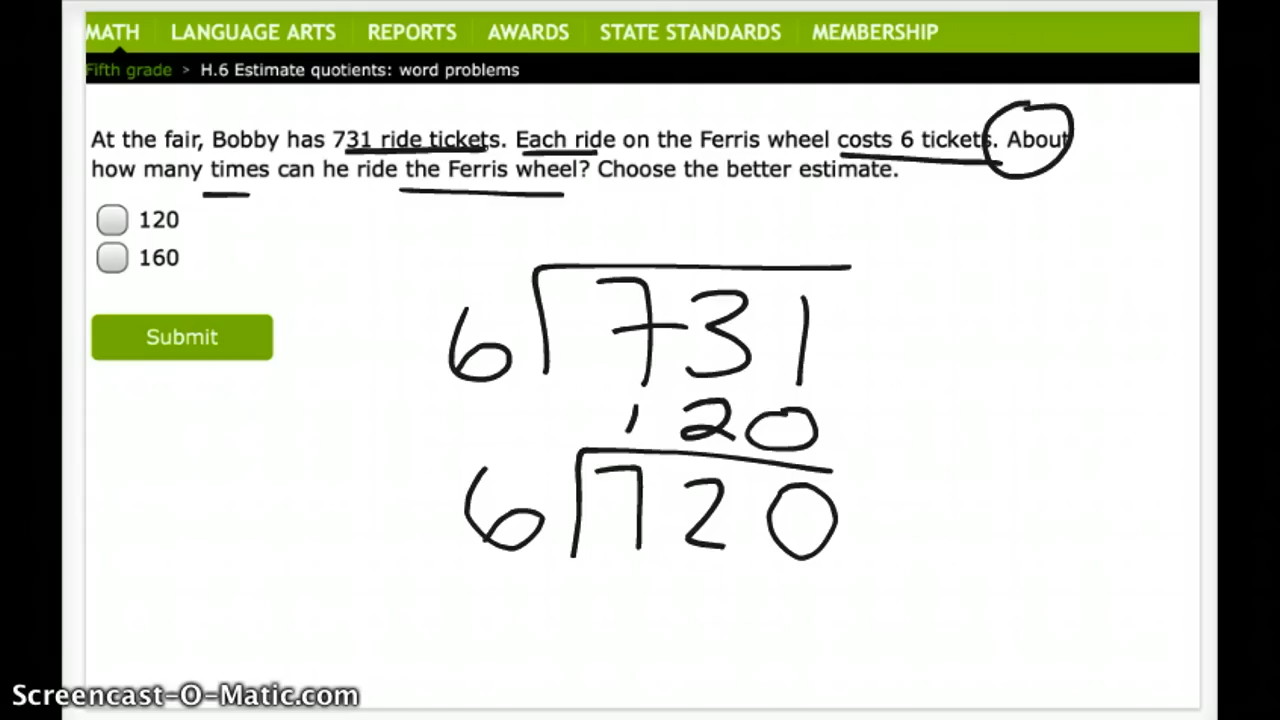 MATH LANGUAGE ARTS REPORTS AWARDS STATE STANDARDS MEMBERSHIP
Fifth grade > H.6 Estimate quotients: word problems
At the fair, Bobby has 731 ride tickets. Each ride on the Ferris wheel costs 6 tickets. About
how many times can he ride the Ferris wheel? Choose the better estimate.
120
160
Submit
6 731
120
6 720
Screencast-O-Matic.com